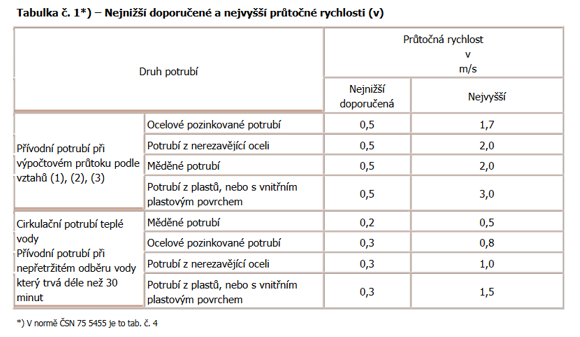 Tabulka č. 1*) – Nejnižší doporučené a nejvyšší průtočné rychlosti (v)
Druh potrubí
Průtočná rychlost
v
m/s
Nejnižší
doporučená
Nejvyšší
Přívodní potrubí při
výpočtovém průtoku podle
vztahů (1), (2), (3)
Ocelové pozinkované potrubí 0,5 1,7
Potrubí z nerezavějící oceli 0,5 2,0
Měděné potrubí 0,5 2,0
Potrubí z plastů, nebo s vnitřním
plastovým povrchem 0,5 3,0
Cirkulační potrubí teplé
vody
Přívodní potrubí při
nepřetržitém odběru vody
který trvá déle než 30
minut
Měděné potrubí 0,2 0,5
Ocelové pozinkované potrubí 0,3 0,8
Potrubí z nerezavějící oceli 0,3 1,0
Potrubí z plastů, nebo s vnitřním
plastovým povrchem 0,3 1,5
*) V normě ČSN 75 5455 je to tab. č. 4